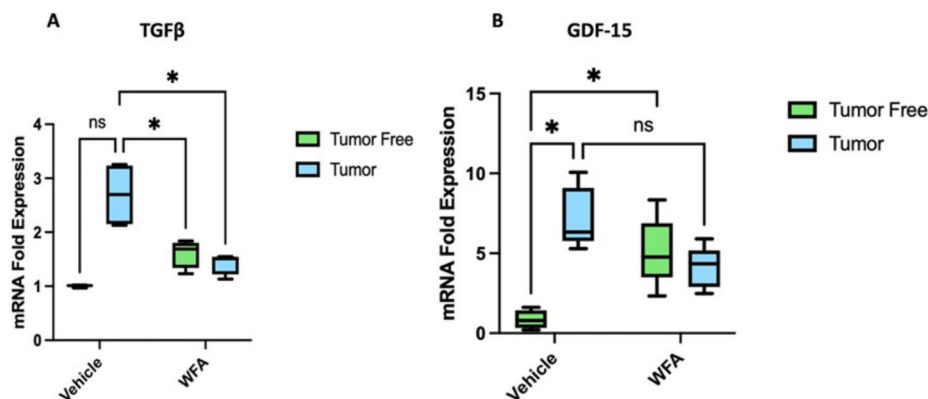 A
TGFβ
mRNA Fold Expression
4
3
2
1
0
ns
*
*
Vehicle
WFA
Tumor Free
Tumor
B
GDF-15
mRNA Fold Expression
15
10
5
0
*
*
ns
Vehicle
WFA
Tumor Free
Tumor